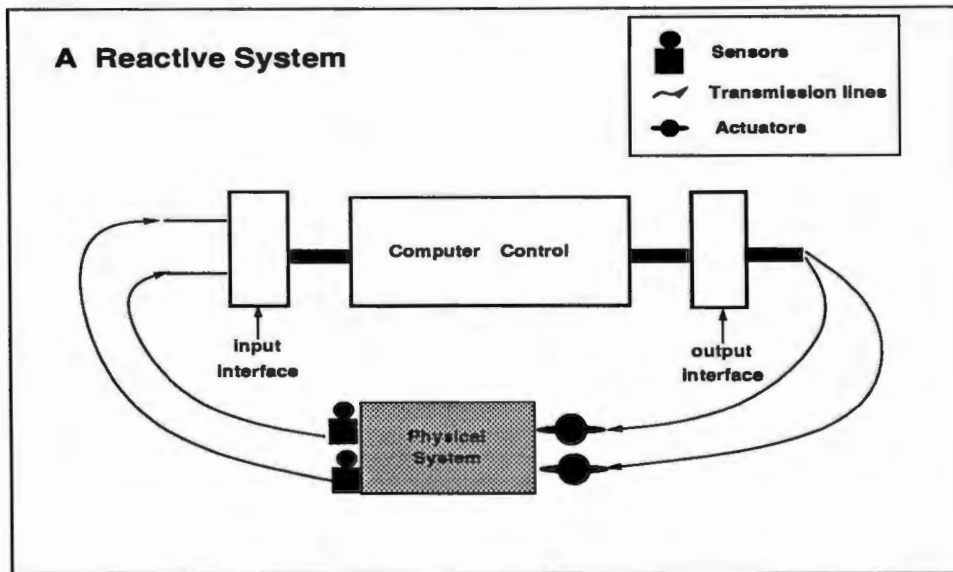 A Reactive System
Sensors
Transmission lines
Actuators
Computer Control
input
interface
output
interface
Physical
System